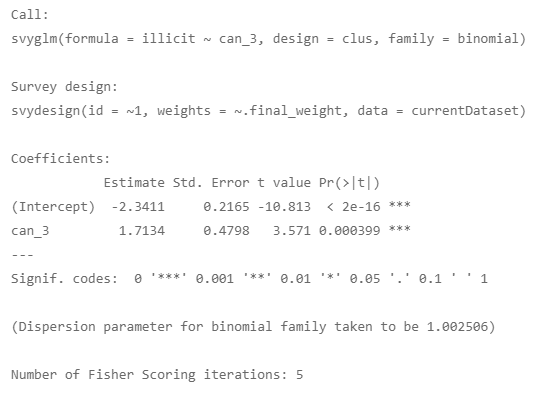 Call:
svyglm(formula = illicit ~ can_3, design = clus, family = binomial)
Survey design:
svydesign(id = ~1, weights = ~.final_weight, data = currentDataset)
Coefficients:
Estimate Std. Error t value Pr(>|t|)
(Intercept) -2.3411 0.2165 -10.813 < 2e-16 ***
can_3 1.7134 0.4798 3.571 0.000399 ***
---
Signif. codes: 0 '***' 0.001 '**' 0.01 '*' 0.05 '.' 0.1 ' ' 1
(Dispersion parameter for binomial family taken to be 1.002506)
Number of Fisher Scoring iterations: 5